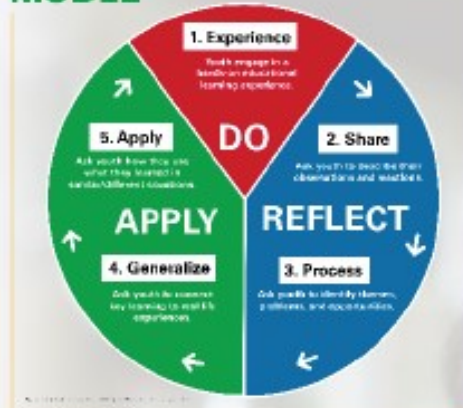 MODEL
1. Experience
Youth engage in a
hands-on educational
learning experience.
DO
5. Apply
Ask youth how they use
what they learned in
similar/different situations.
2. Share
Ask youth to describe their
observations and reactions.
APPLY
REFLECT
4. Generalize
Ask youth to connect
key learning to real life
experiences.
3. Process
Ask youth to identify themes,
problems, and opportunities.